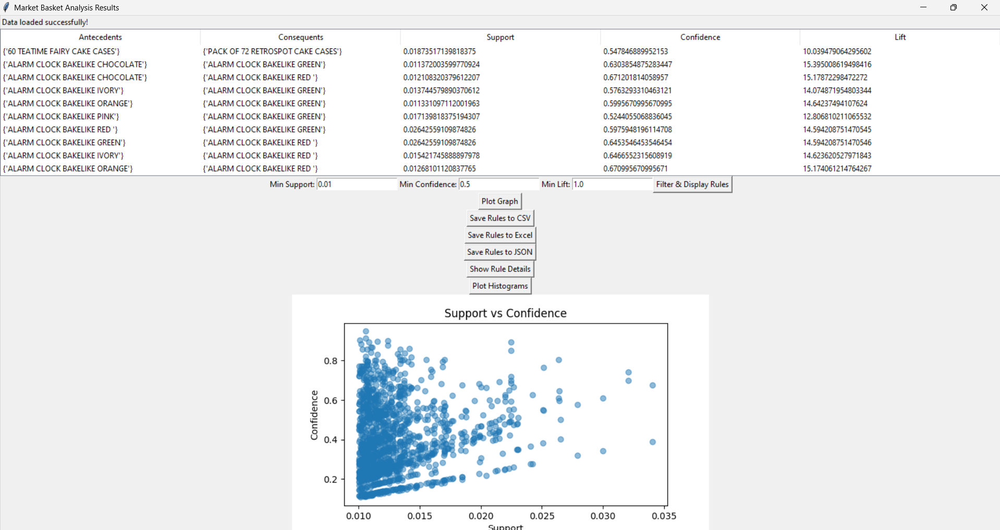 Market Basket Analysis Results
Data loaded successfully!
Antecedents Consequents Support Confidence Lift
{'60 TEATIME FAIRY CAKE CASES'} {'PACK OF 72 RETROSPOT CAKE CASES'} 0.01873517139818375 0.547846889952153 10.039479064295602
{'ALARM CLOCK BAKELIKE CHOCOLATE'} {'ALARM CLOCK BAKELIKE GREEN'} 0.011372003599770924 0.6303854875283447 15.395008619498416
{'ALARM CLOCK BAKELIKE CHOCOLATE'} {'ALARM CLOCK BAKELIKE RED '} 0.012108320379612207 0.671201814058957 15.17872298472272
{'ALARM CLOCK BAKELIKE IVORY'} {'ALARM CLOCK BAKELIKE GREEN'} 0.013744579890370612 0.5763293310463121 14.074871954803344
{'ALARM CLOCK BAKELIKE ORANGE'} {'ALARM CLOCK BAKELIKE GREEN'} 0.011331097112001963 0.5995670995670995 14.64237494107624
{'ALARM CLOCK BAKELIKE PINK'} {'ALARM CLOCK BAKELIKE GREEN'} 0.017139818375194307 0.5244055068836045 12.806810211065532
{'ALARM CLOCK BAKELIKE RED '} {'ALARM CLOCK BAKELIKE GREEN'} 0.02642559109874826 0.5975948196114708 14.594208751470545
{'ALARM CLOCK BAKELIKE GREEN'} {'ALARM CLOCK BAKELIKE RED '} 0.02642559109874826 0.6453546453546454 14.594208751470546
{'ALARM CLOCK BAKELIKE IVORY'} {'ALARM CLOCK BAKELIKE RED '} 0.015421745888897978 0.6466552315608919 14.623620527971843
{'ALARM CLOCK BAKELIKE ORANGE'} {'ALARM CLOCK BAKELIKE RED '} 0.01268101120837765 0.670995670995671 15.174061214764267
Min Support: 0.01 Min Confidence: 0.5 Min Lift: 1.0 Filter & Display Rules
Plot Graph
Save Rules to CSV
Save Rules to Excel
Save Rules to JSON
Show Rule Details
Plot Histograms
Support vs Confidence
0.8
0.6
Confidence
0.4
0.2
0.010 0.015 0.020 0.025 0.030 0.035
Support